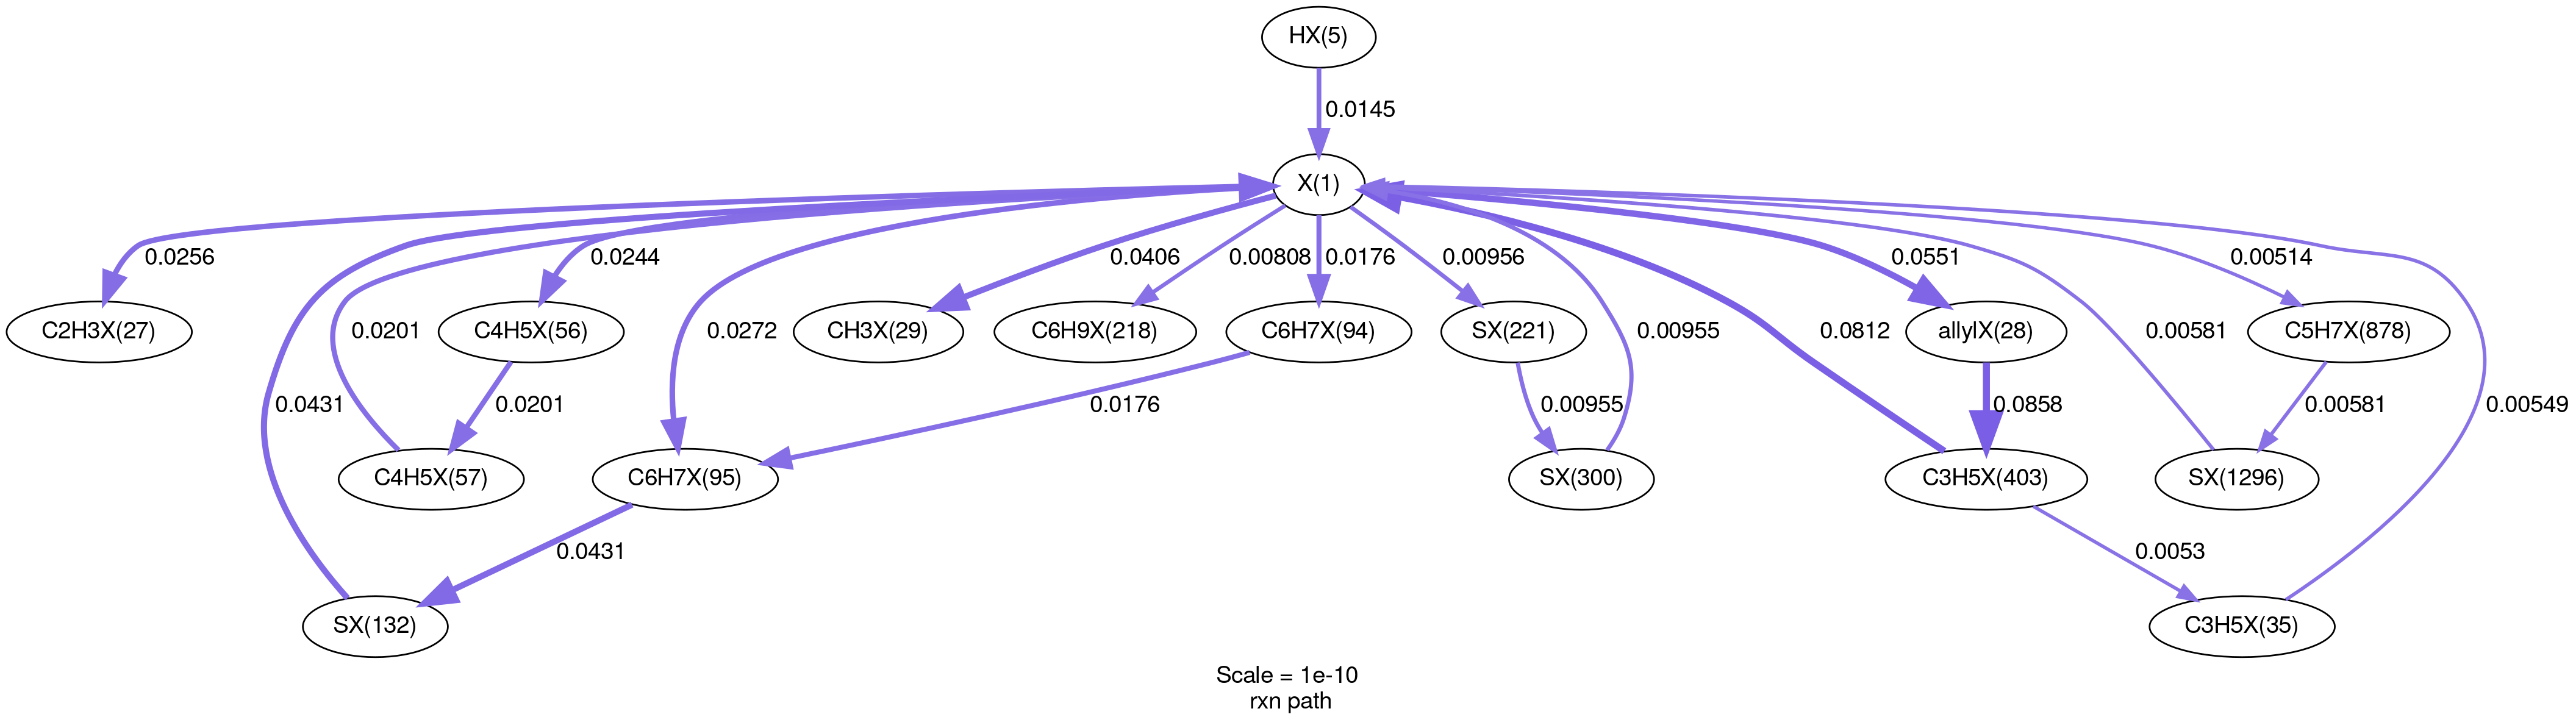 HX(5)
0.0145
X(1)
0.0256
0.0244
0.0406
0.00808
0.0176
0.00956
0.0551
0.00514
C2H3X(27)
0.0201
C4H5X(56)
0.0272
CH3X(29)
C6H9X(218)
C6H7X(94)
SX(221)
0.00955
0.0812
allylX(28)
0.00581
C5H7X(878)
0.0431
0.0201
0.0176
0.00955
0.0858
0.00581
0.00549
C4H5X(57)
C6H7X(95)
SX(300)
C3H5X(403)
SX(1296)
0.0431
0.0053
SX(132)
C3H5X(35)
Scale = 1e-10
rxn path